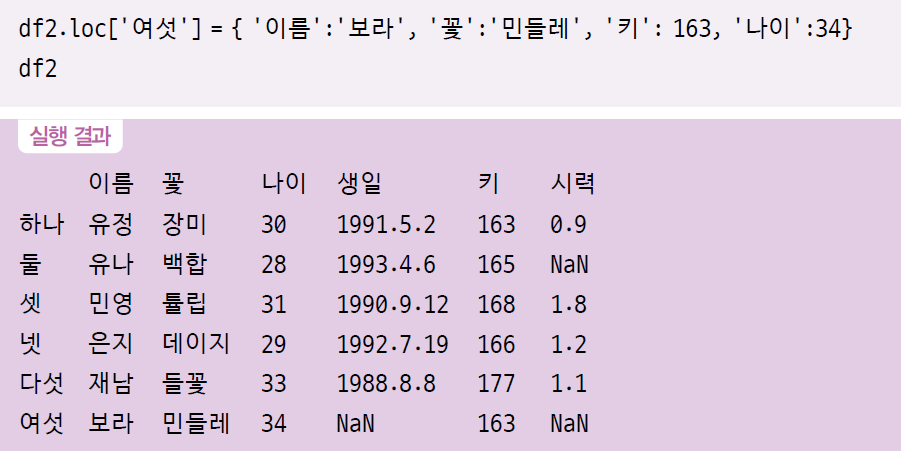 df2.loc['여섯'] = { '이름':'보라', '꽃':'민들레', '키': 163, '나이':34}
df2
실행 결과
이름 꽃 나이 생일 키 시력
하나 유정 장미 30 1991.5.2 163 0.9
둘 유나 백합 28 1993.4.6 165 NaN
셋 민영 튤립 31 1990.9.12 168 1.8
넷 은지 데이지 29 1992.7.19 166 1.2
다섯 재남 들꽃 33 1988.8.8 177 1.1
여섯 보라 민들레 34 NaN 163 NaN